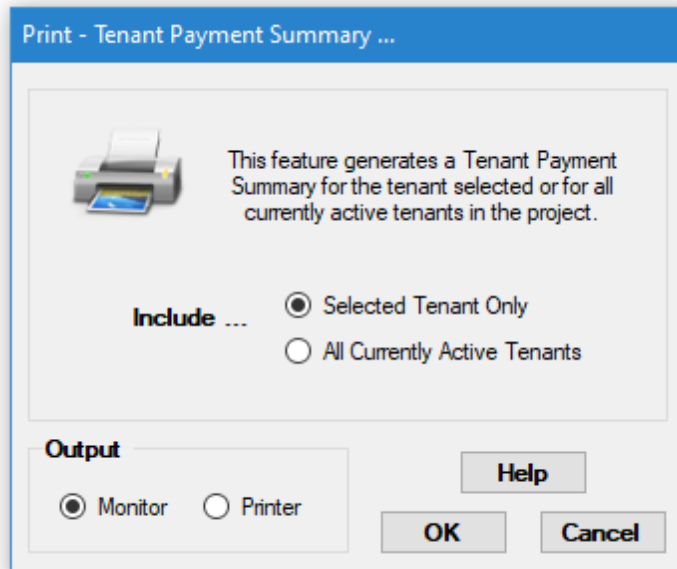 Print - Tenant Payment Summary ...
This feature generates a Tenant Payment
Summary for the tenant selected or for all
currently active tenants in the project.
Include ...
Selected Tenant Only
All Currently Active Tenants
Output
Monitor
Printer
Help
OK
Cancel